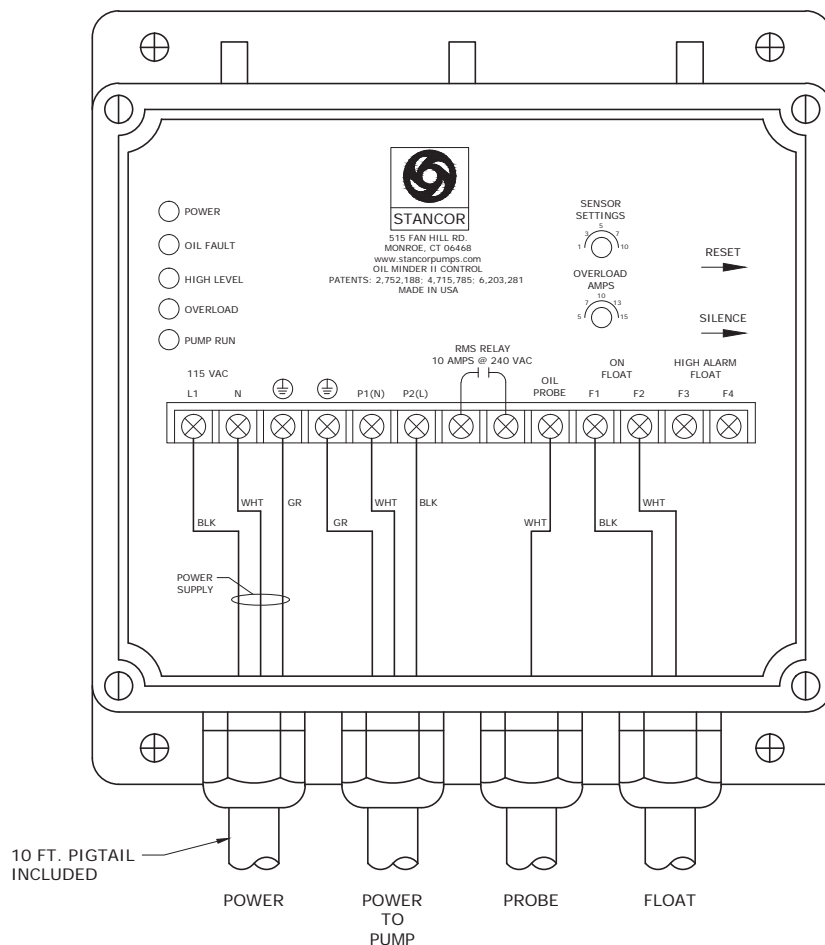 STANCOR
515 FAN HILL RD.
MONROE, CT 06468
www.stancorpumps.com
OIL MINDER II CONTROL
PATENTS: 2,752,188; 4,715,785; 6,203,281
MADE IN USA
POWER
OIL FAULT
HIGH LEVEL
OVERLOAD
PUMP RUN
SENSOR
SETTINGS
1 3 5 7 10
OVERLOAD
AMPS
5 7 10 13 15
RESET
SILENCE
115 VAC
RMS RELAY
10 AMPS @ 240 VAC
OIL
PROBE
ON
FLOAT
HIGH ALARM
FLOAT
L1 N P1(N) P2(L) F1 F2 F3 F4
WHT GR WHT BLK WHT
BLK GR WHT BLK
POWER
SUPPLY
10 FT. PIGTAIL
INCLUDED
POWER
POWER
TO
PUMP
PROBE
FLOAT